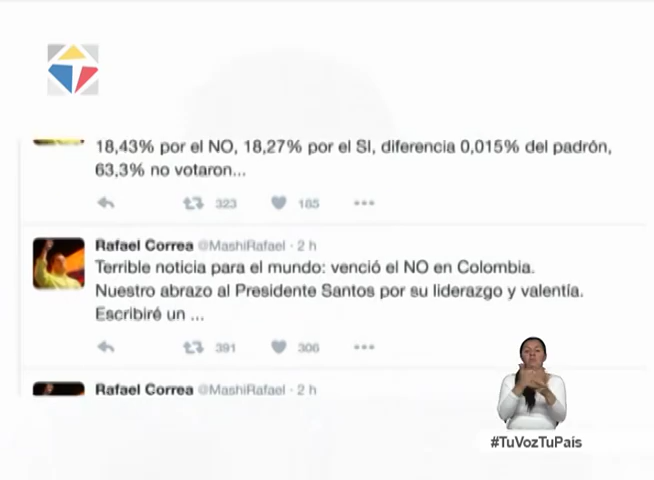 18,43% por el NO, 18,27% por el SI, diferencia 0,015% del padrón,
63,3% no votaron...
323 185
Rafael Correa @MashiRafael · 2 h
Terrible noticia para el mundo: venció el NO en Colombia.
Nuestro abrazo al Presidente Santos por su liderazgo y valentía.
Escribiré un ...
391 306
Rafael Correa @MashiRafael · 2 h
#TuVozTuPaís